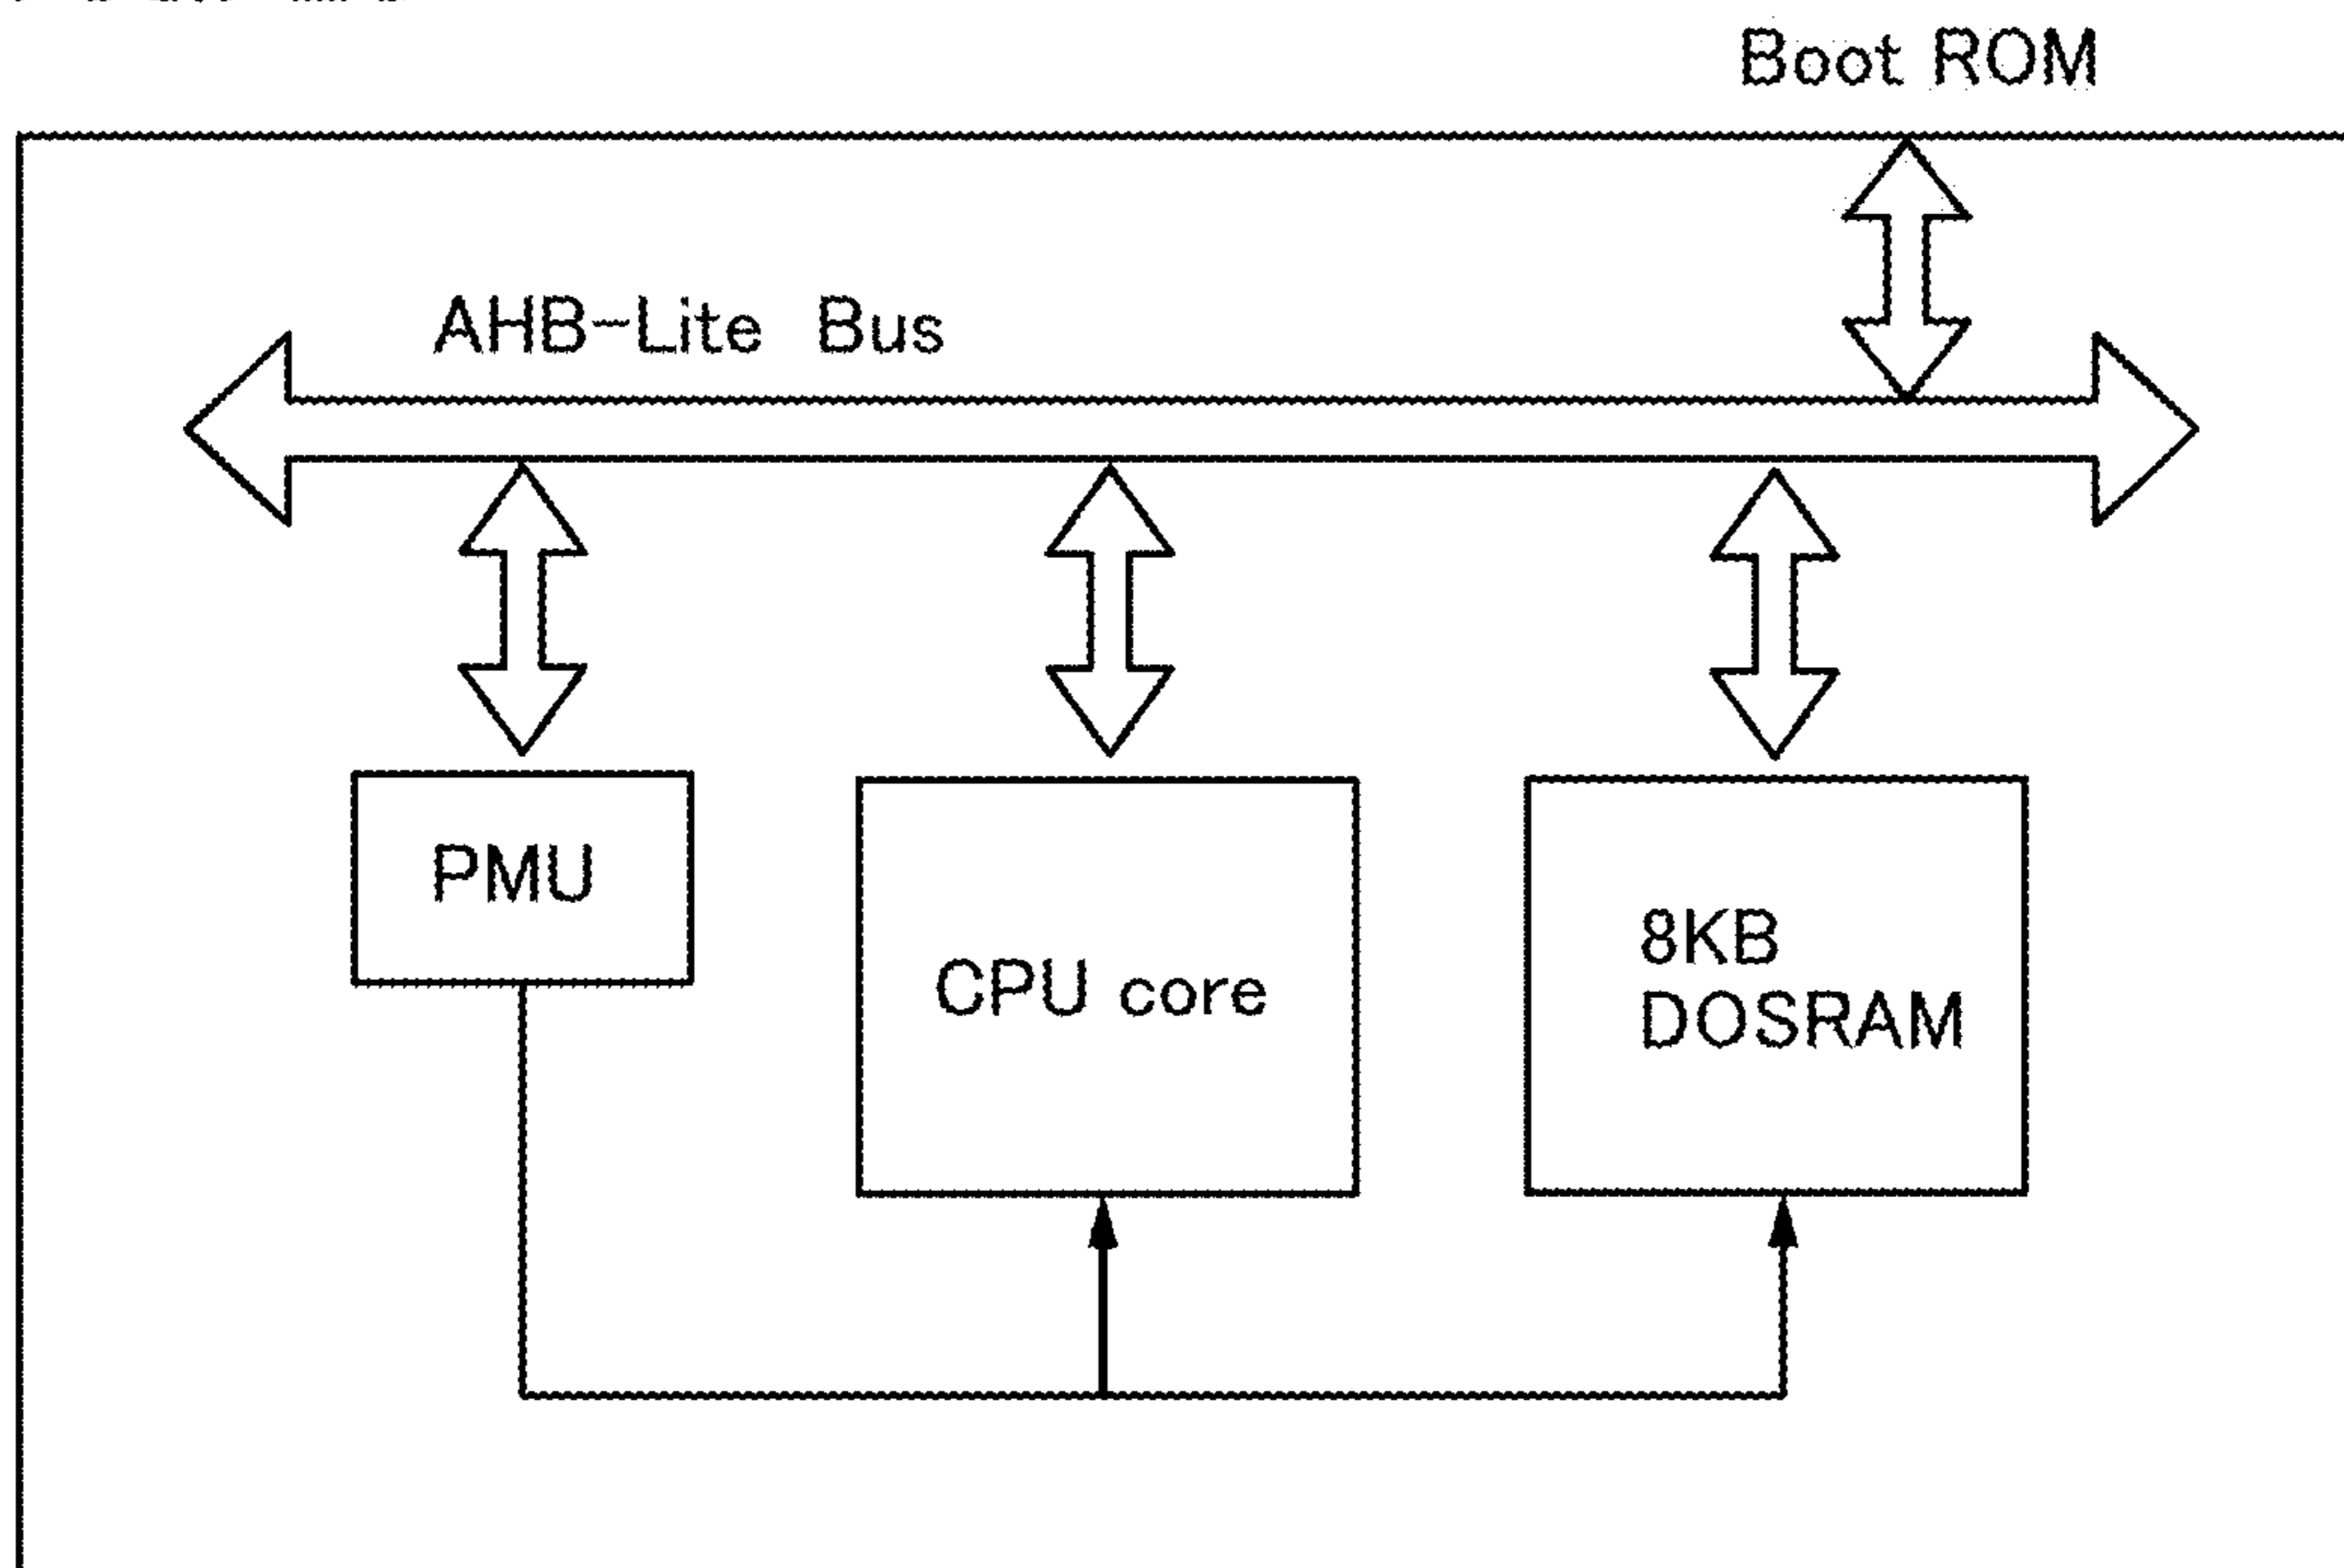 Boot ROM
AHB-Lite Bus
PMU
CPU core
8KB
DOSRAM